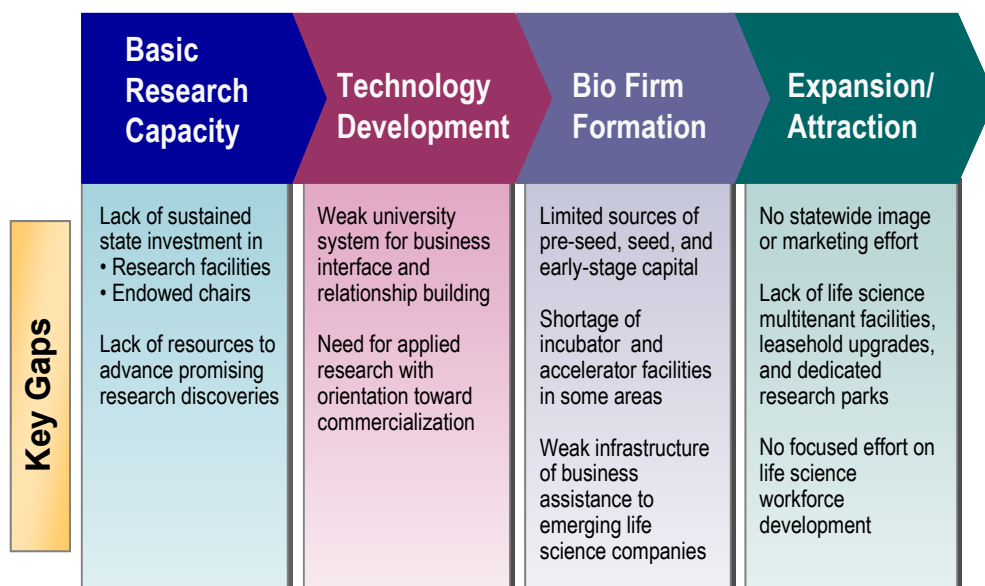 Basic
Research
Capacity
Technology
Development
Bio Firm
Formation
Expansion/
Attraction
Key Gaps
Lack of sustained
state investment in
• Research facilities
• Endowed chairs
Lack of resources to
advance promising
research discoveries
Weak university
system for business
interface and
relationship building
Need for applied
research with
orientation toward
commercialization
Limited sources of
pre-seed, seed, and
early-stage capital
Shortage of
incubator and
accelerator facilities
in some areas
Weak infrastructure
of business
assistance to
emerging life
science companies
No statewide image
or marketing effort
Lack of life science
multitenant facilities,
leasehold upgrades,
and dedicated
research parks
No focused effort on
life science
workforce
development